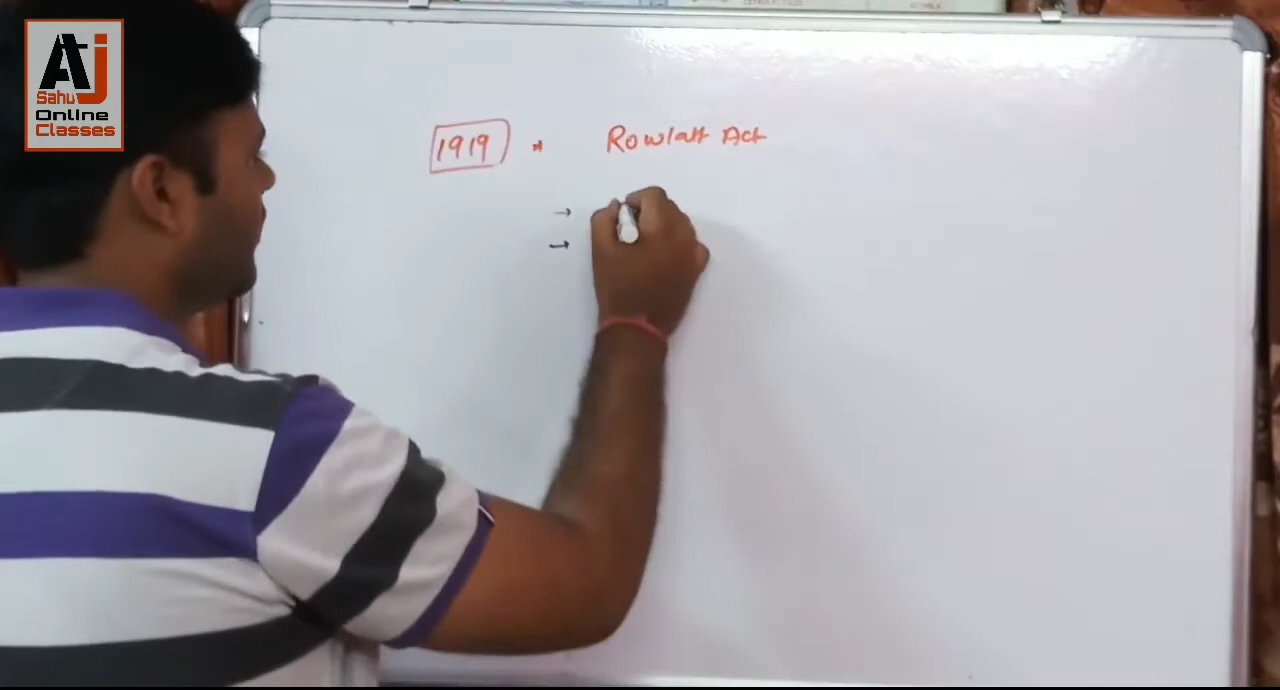 AJ
Sahu
Online
Classes
1919 * Rowlatt Act
→
→